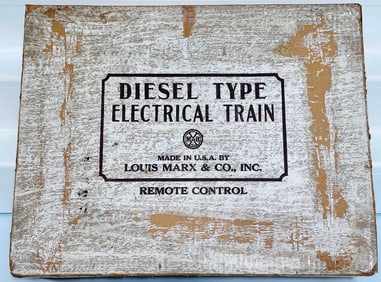 DIESEL TYPE
ELECTRICAL TRAIN
MADE IN U.S.A. BY
LOUIS MARX & CO., INC.
REMOTE CONTROL